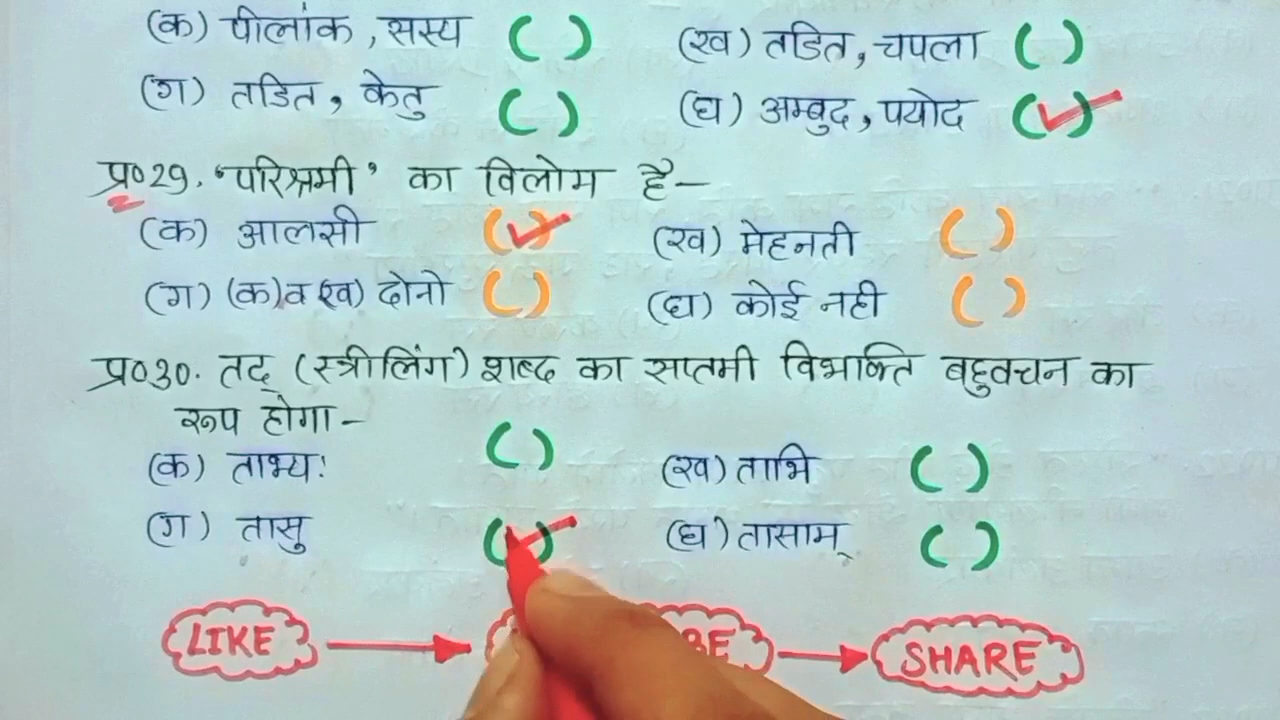 (क) पीलांक, सस्य ( ) (ख) तडित, चपला ( )
(ग) तडित, केतु ( ) (घ) अम्बुद, पयोद (✓)
प्र०29. 'परिश्रमी' का विलोम है–
(क) आलसी (✓) (ख) मेहनती ( )
(ग) (क)व (ख) दोनो ( ) (घ) कोई नही ( )
प्र०30. तद् (स्त्रीलिंग) शब्द का सातमी विभक्ति बहुवचन का
रूप होगा–
(क) ताभ्यः ( ) (ख) ताभि ( )
(ग) तासु (✓) (घ) तासाम् ( )
LIKE SHARE